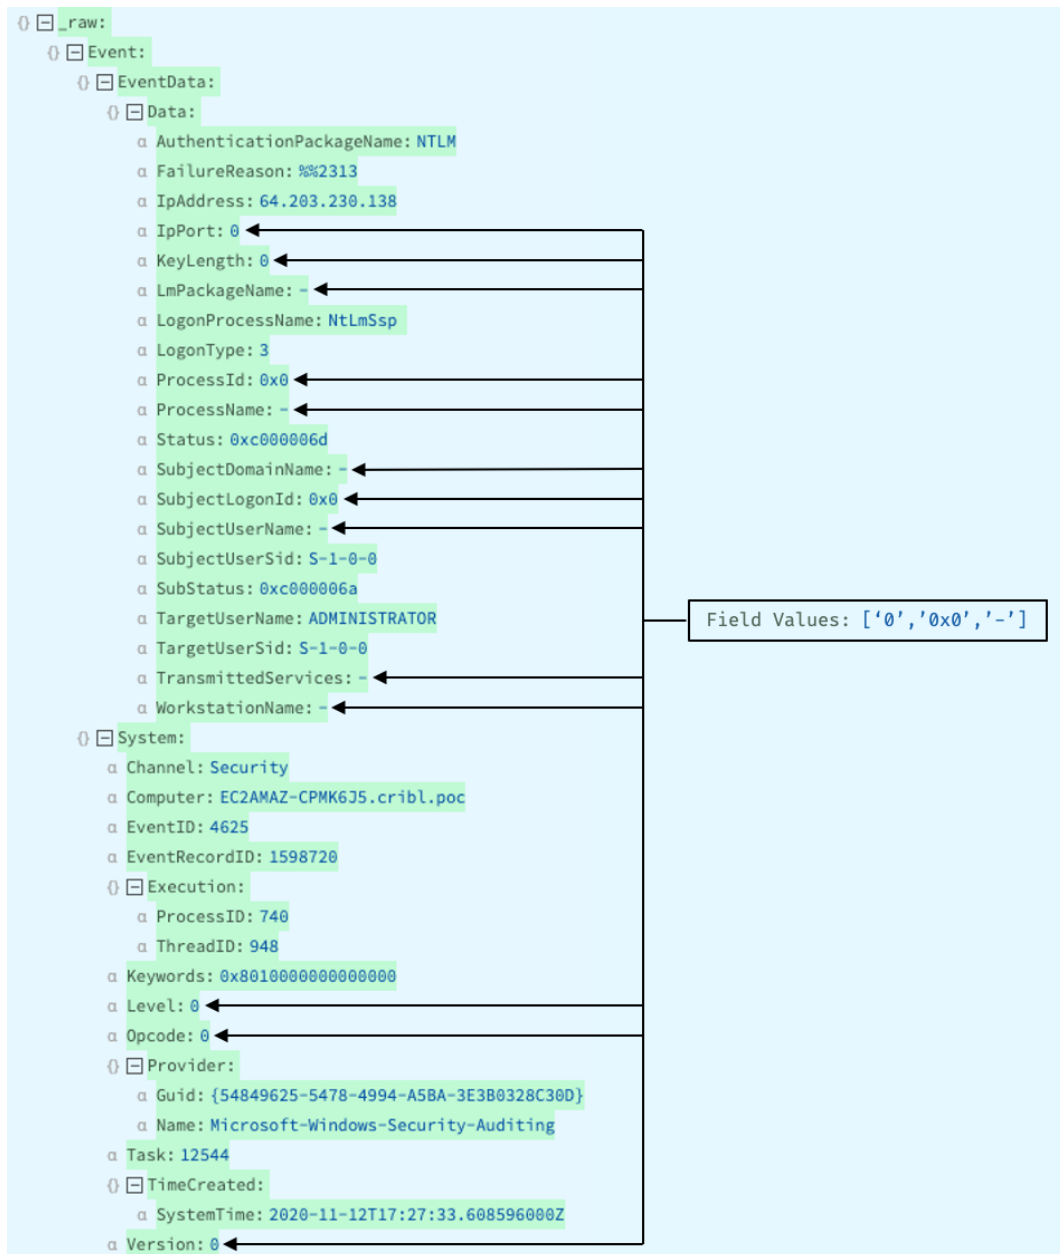 _raw:
Event:
EventData:
Data:
α AuthenticationPackageName: NTLM
α FailureReason: %%2313
α IpAddress: 64.203.230.138
α IpPort: 0
α KeyLength: 0
α LmPackageName: -
α LogonProcessName: NtLmSsp
α LogonType: 3
α ProcessId: 0x0
α ProcessName: -
α Status: 0xc000006d
α SubjectDomainName: -
α SubjectLogonId: 0x0
α SubjectUserName: -
α SubjectUserSid: S-1-0-0
α SubStatus: 0xc000006a
α TargetUserName: ADMINISTRATOR
Field Values: [‘0’,’0x0’,’-’]
α TargetUserSid: S-1-0-0
α TransmittedServices: -
α WorkstationName: -
System:
α Channel: Security
α Computer: EC2AMAZ-CPMK6J5.cribl.poc
α EventID: 4625
α EventRecordID: 1598720
Execution:
α ProcessID: 740
α ThreadID: 948
α Keywords: 0x8010000000000000
α Level: 0
α Opcode: 0
Provider:
α Guid: {54849625-5478-4994-A5BA-3E3B0328C30D}
α Name: Microsoft-Windows-Security-Auditing
α Task: 12544
TimeCreated:
α SystemTime: 2020-11-12T17:27:33.608596000Z
α Version: 0